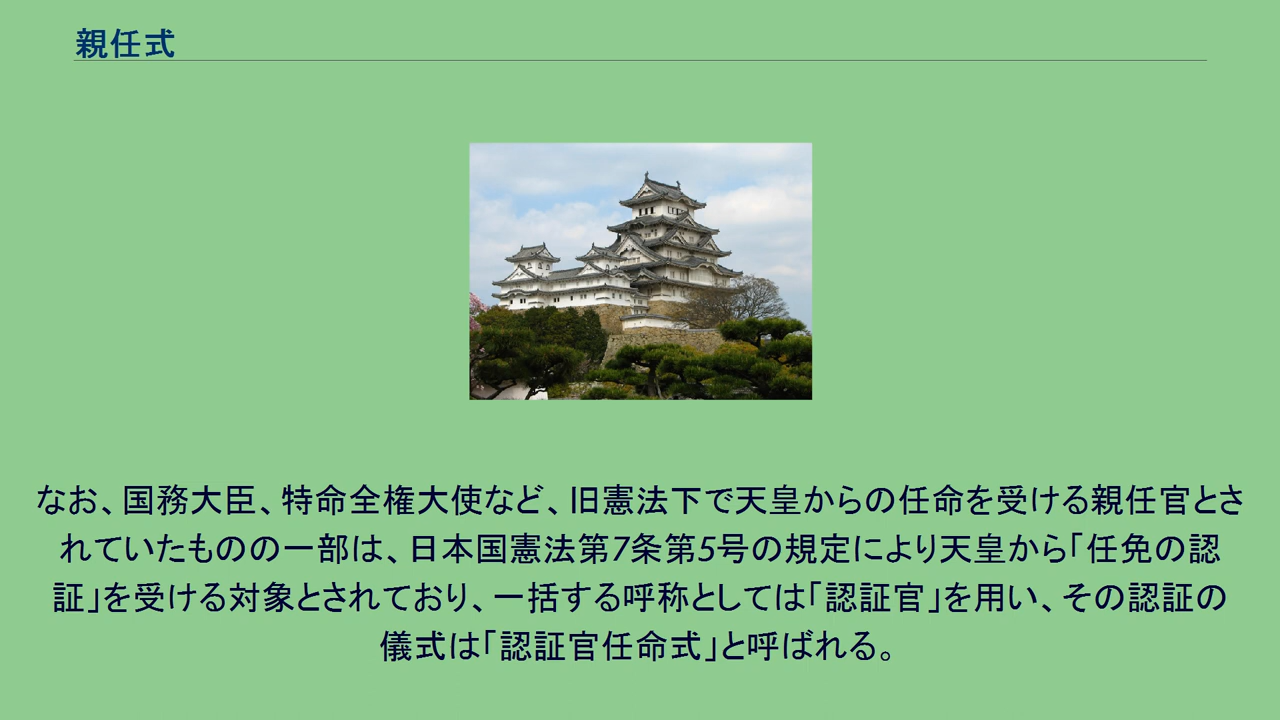 親任式
なお、国務大臣、特命全権大使など、旧憲法下で天皇からの任命を受ける親任官とさ
れていたものの一部は、日本国憲法第7条第5号の規定により天皇から「任免の認
証」を受ける対象とされており、一括する呼称としては「認証官」を用い、その認証の
儀式は「認証官任命式」と呼ばれる。